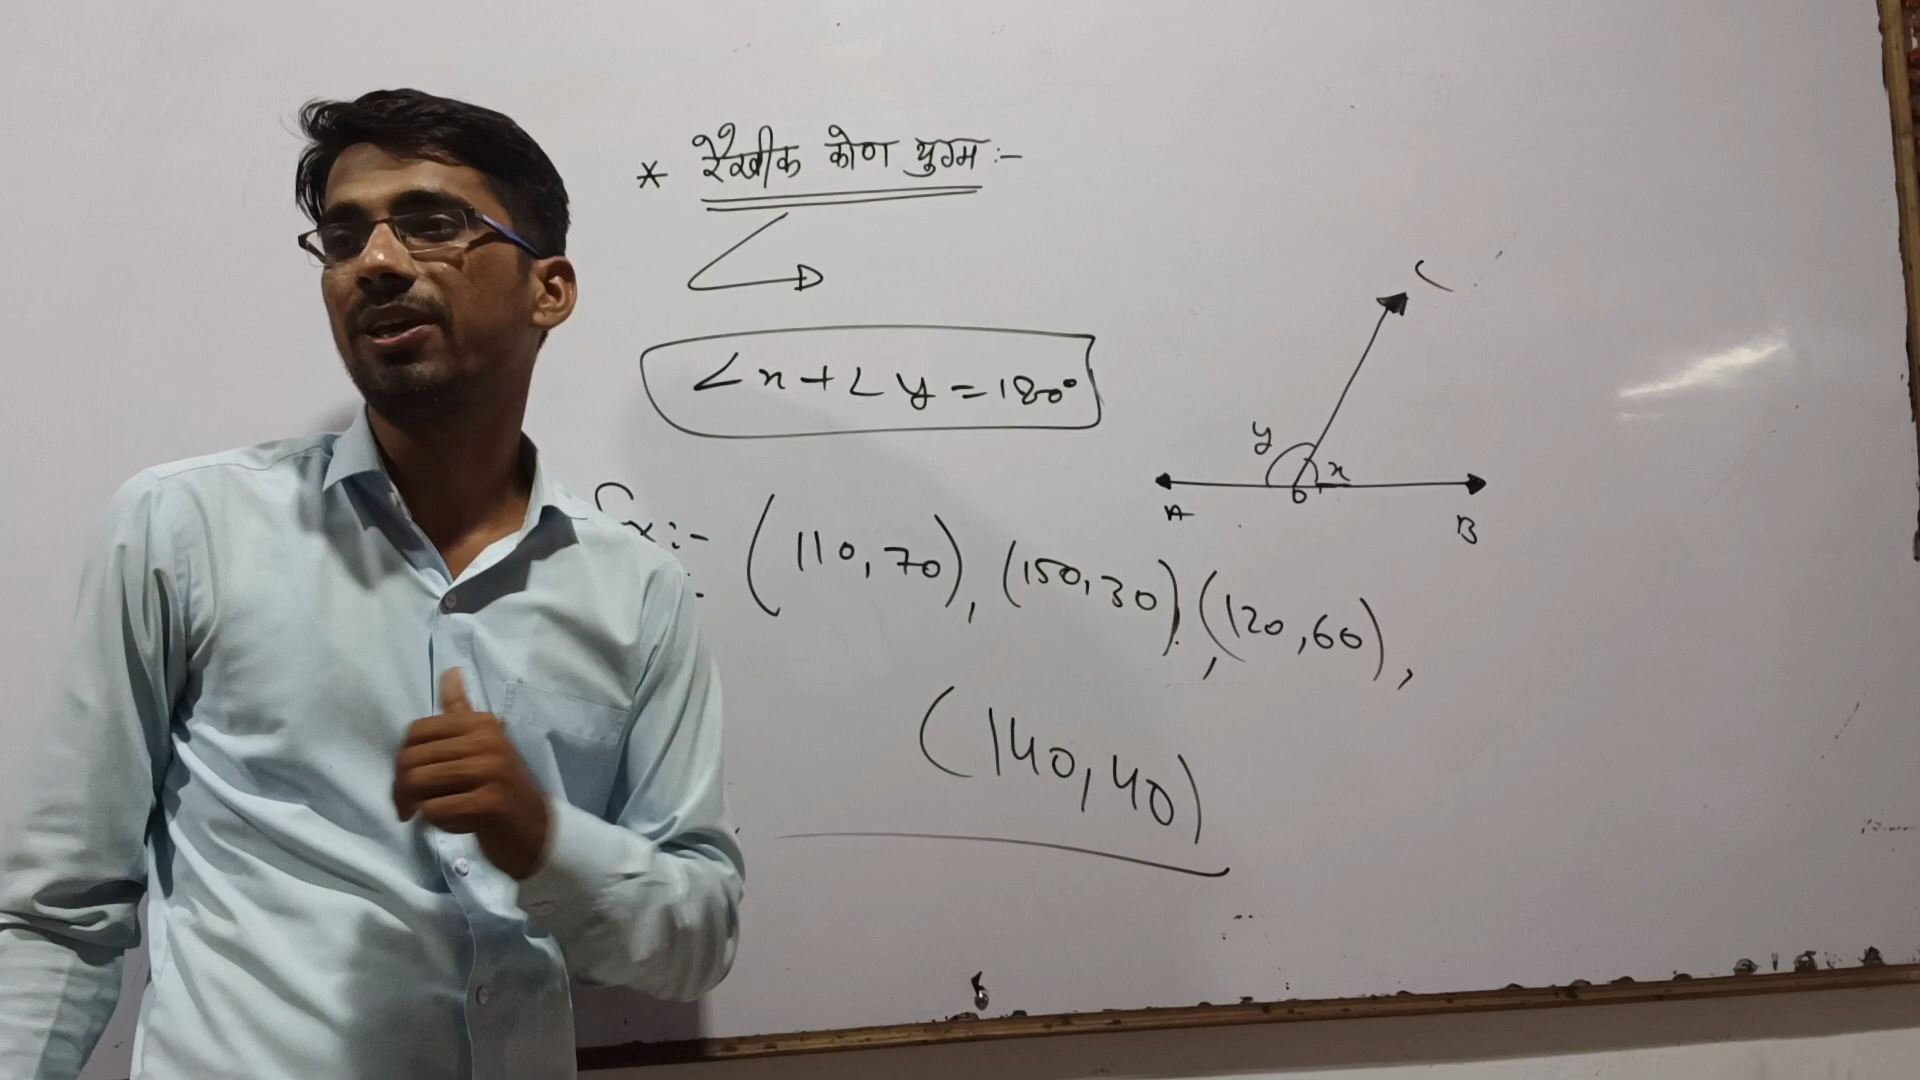 * रैखीक कोण युग्म :-
∠x + ∠y = 180°
C
y
x
A
O
B
Ex :- (110, 70), (150, 30), (120, 60),
(140, 40)